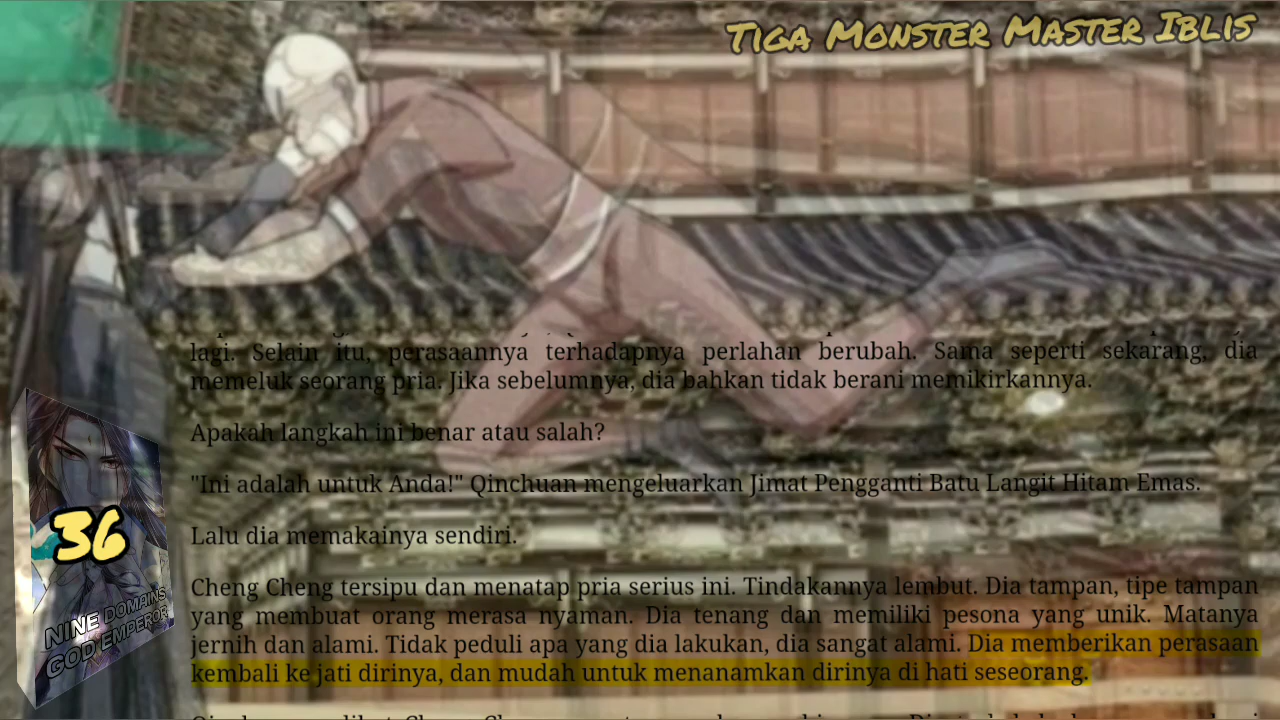 Tiga Monster Master Iblis
lagi. Selain itu, perasaannya terhadapnya perlahan berubah. Sama seperti sekarang, dia
memeluk seorang pria. Jika sebelumnya, dia bahkan tidak berani memikirkannya.
Apakah langkah ini benar atau salah?
"Ini adalah untuk Anda!" Qinchuan mengeluarkan Jimat Pengganti Batu Langit Hitam Emas.
Lalu dia memakainya sendiri.
Cheng Cheng tersipu dan menatap pria serius ini. Tindakannya lembut. Dia tampan, tipe tampan
yang membuat orang merasa nyaman. Dia tenang dan memiliki pesona yang unik. Matanya
jernih dan alami. Tidak peduli apa yang dia lakukan, dia sangat alami. Dia memberikan perasaan
kembali ke jati dirinya, dan mudah untuk menanamkan dirinya di hati seseorang.
36
NINE DOMAINS
GOD EMPEROR